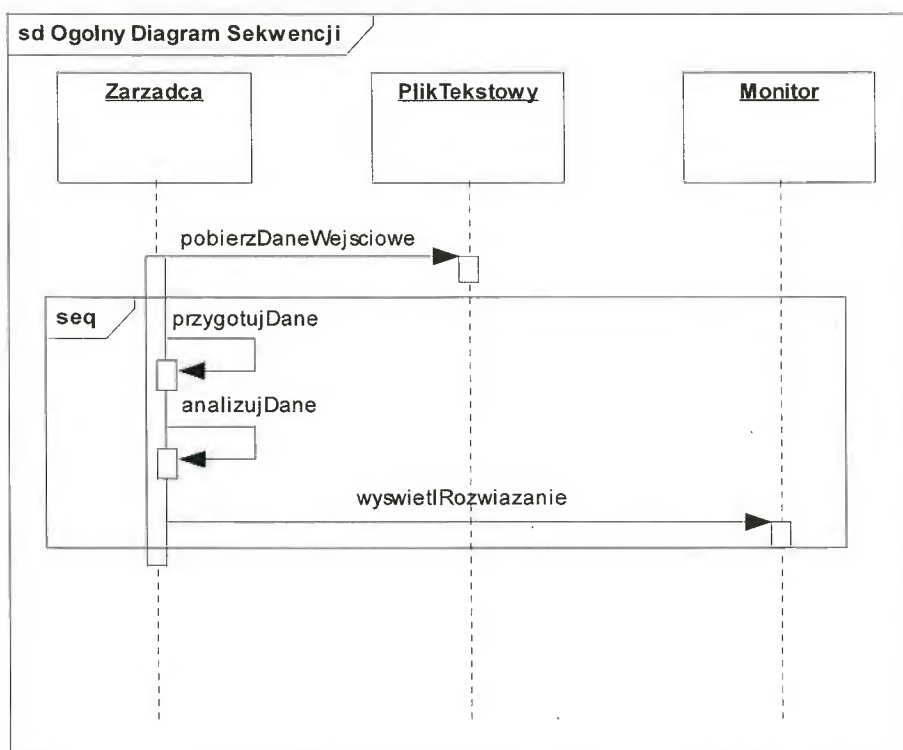 sd Ogolny Diagram Sekwencji
Zarzadca
PlikTekstowy
Monitor
pobierzDaneWejsciowe
seq
przygotujDane
analizujDane
wyswietlRozwiazanie